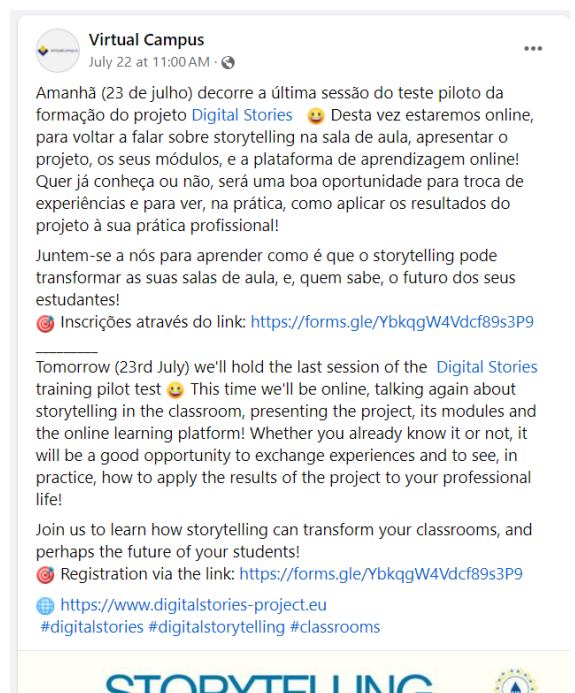 Virtual Campus
July 22 at 11:00 AM ·
Amanhã (23 de julho) decorre a última sessão do teste piloto da
formação do projeto Digital Stories 😀 Desta vez estaremos online,
para voltar a falar sobre storytelling na sala de aula, apresentar o
projeto, os seus módulos, e a plataforma de aprendizagem online!
Quer já conheça ou não, será uma boa oportunidade para troca de
experiências e para ver, na prática, como aplicar os resultados do
projeto à sua prática profissional!
Juntem-se a nós para aprender como é que o storytelling pode
transformar as suas salas de aula, e, quem sabe, o futuro dos seus
estudantes!
🎯 Inscrições através do link: https://forms.gle/YbkqgW4Vdcf89s3P9
_________
Tomorrow (23rd July) we'll hold the last session of the Digital Stories
training pilot test 😀 This time we'll be online, talking again about
storytelling in the classroom, presenting the project, its modules and
the online learning platform! Whether you already know it or not, it
will be a good opportunity to exchange experiences and to see, in
practice, how to apply the results of the project to your professional
life!
Join us to learn how storytelling can transform your classrooms, and
perhaps the future of your students!
🎯 Registration via the link: https://forms.gle/YbkqgW4Vdcf89s3P9
🌐 https://www.digitalstories-project.eu
#digitalstories #digitalstorytelling #classrooms
STORYTELLING